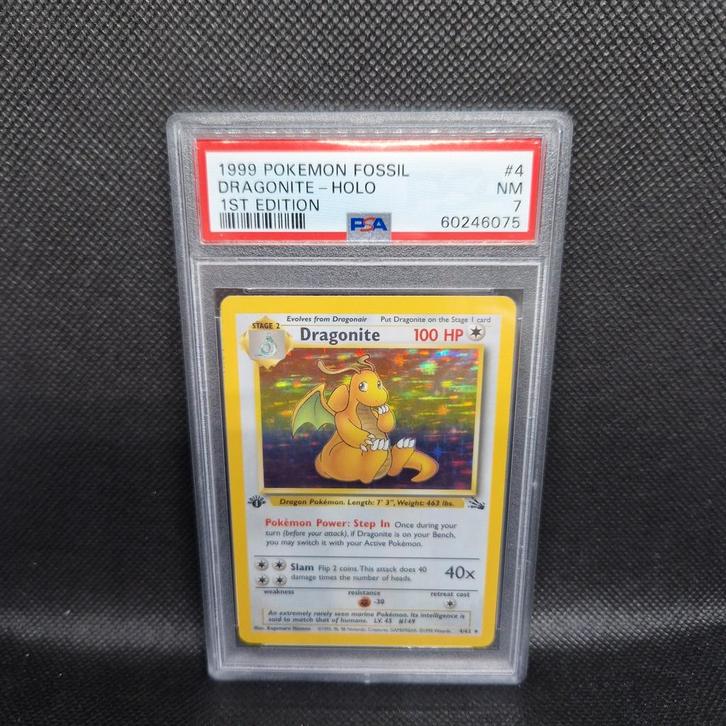 1999 POKEMON FOSSIL #4
DRAGONITE – HOLO NM
1ST EDITION 7
PSA 60246075
Evolves from Dragonair Put Dragonite on the Stage 1 card
STAGE 2
Dragonite 100 HP
Dragon Pokémon. Length: 7' 3", Weight: 463 lbs.
Pokémon Power: Step In Once during your
turn (before your attack), if Dragonite is on your Bench,
you may switch it with your Active Pokémon.
Slam Flip 2 coins. This attack does 40
damage times the number of heads. 40x
weakness resistance retreat cost
-30
An extremely rarely seen marine Pokémon. Its intelligence is
said to match that of humans. LV. 45 #149
4/62